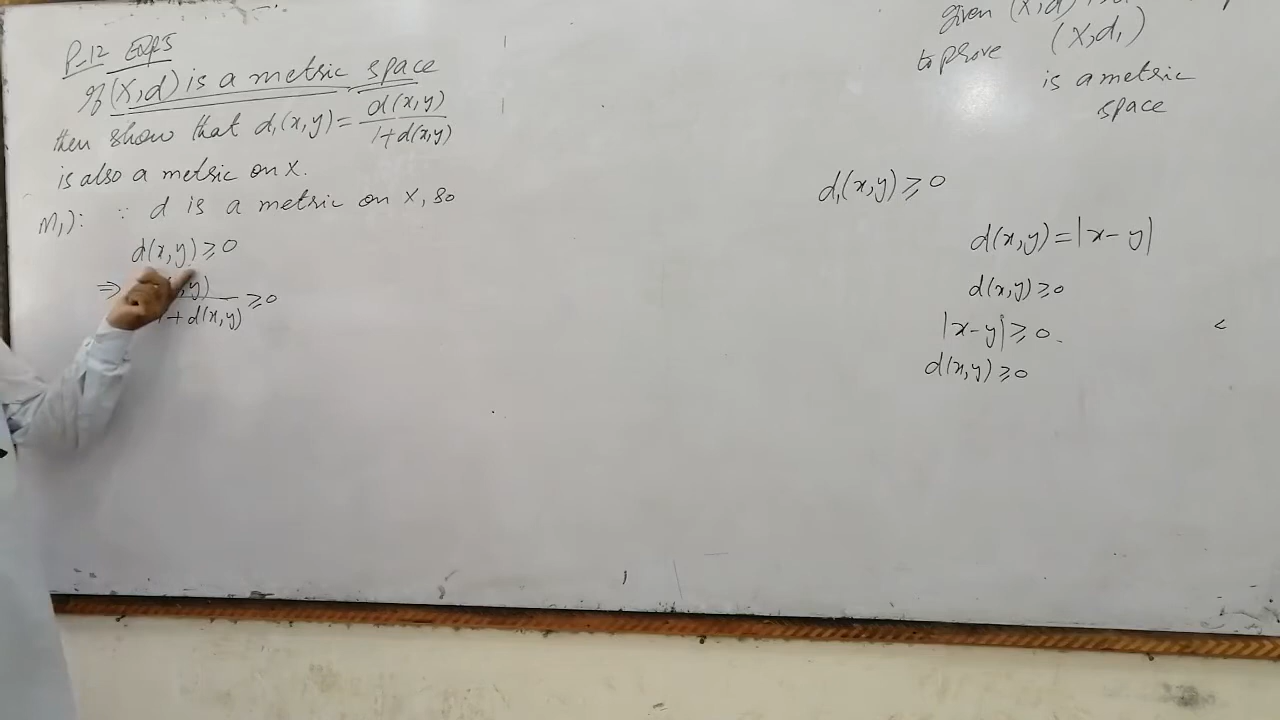 P-12 EXP5
If (X,d) is a metric space
then show that d₁(x,y) = d(x,y) / 1+d(x,y)
is also a metric on X.
M₁): ∵ d is a metric on X, so
d(x,y) ≥ 0
⇒ ,y) / 1+d(x,y) ≥ 0
given (X,d)
to prove (X,d₁)
is a metric
space
d₁(x,y) ≥ 0
d(x,y) = |x-y|
d(x,y) ≥ 0
|x-y| ≥ 0.
d(x,y) ≥ 0
<